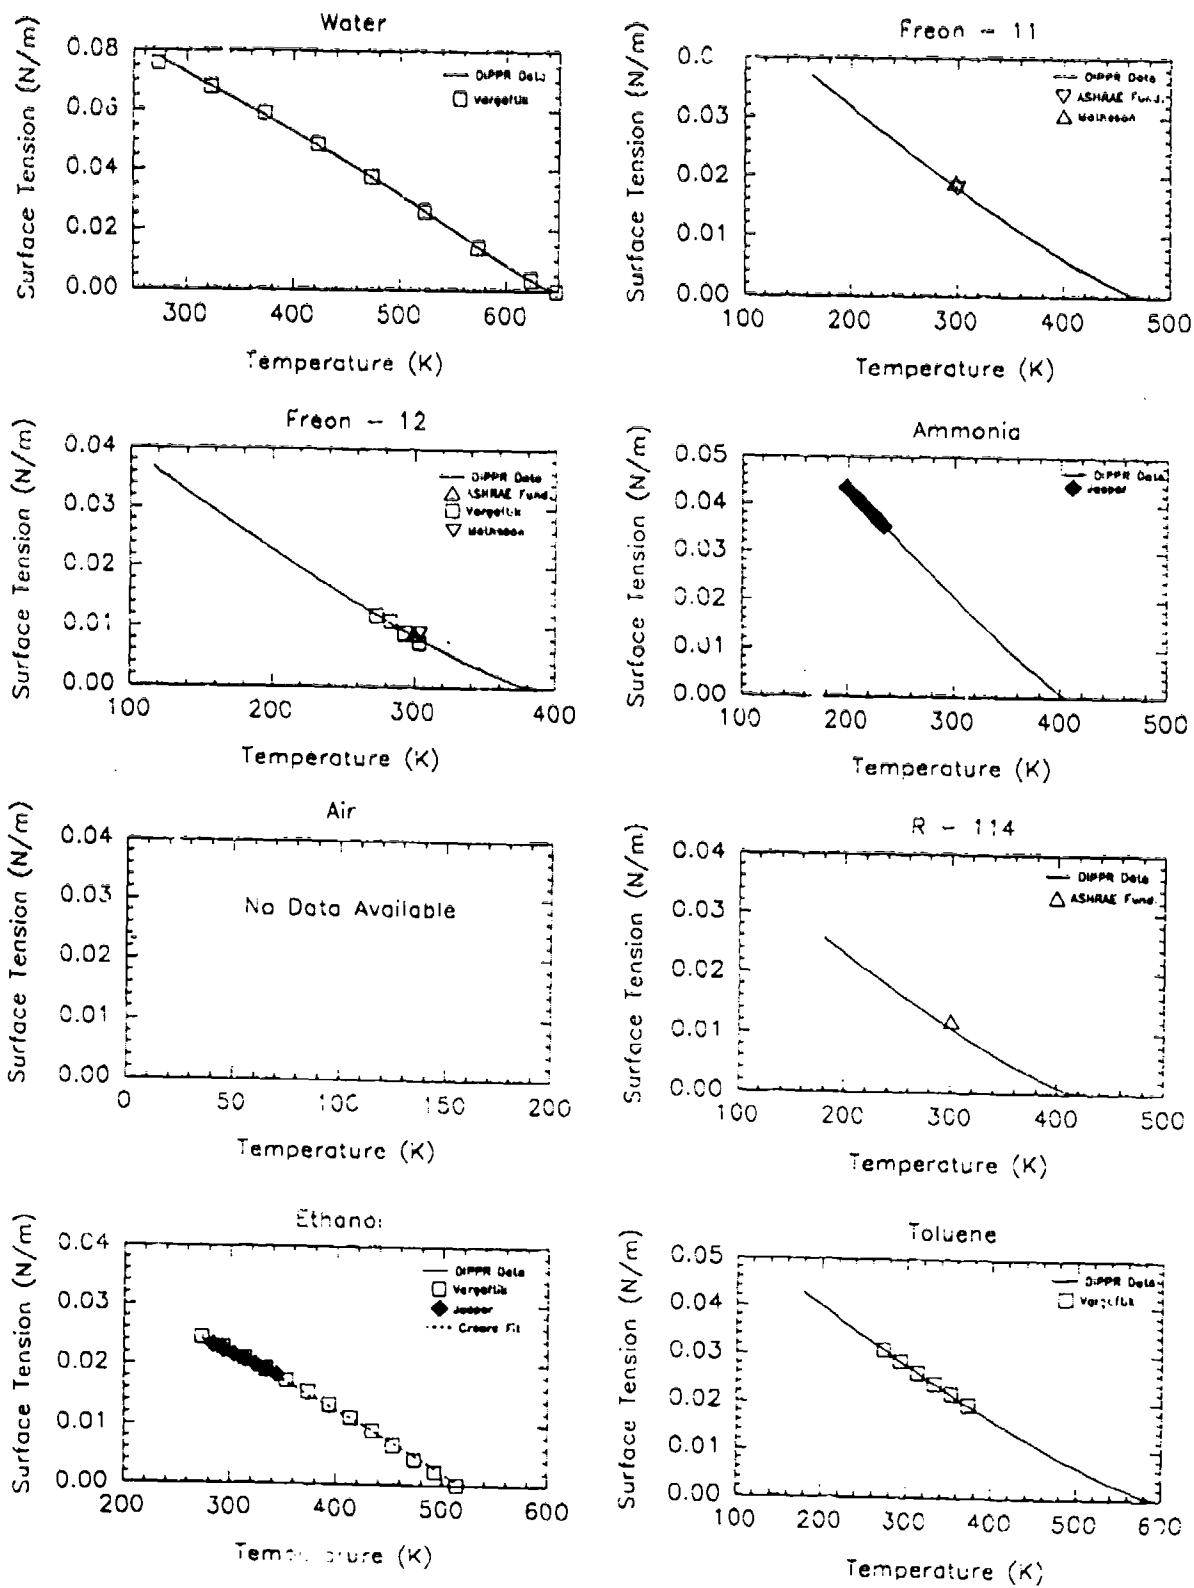 Water
Surface Tension (N/m)
0.08
0.06
0.04
0.02
0.00
DIPPR Data
Vargaftik
300 400 500 600
Temperature (K)
Freon - 11
Surface Tension (N/m)
0.03
0.02
0.01
0.00
DIPPR Data
ASHRAE Fund.
Matheson
100 200 300 400 500
Temperature (K)
Freon - 12
Surface Tension (N/m)
0.04
0.03
0.02
0.01
0.00
DIPPR Data
ASHRAE Fund.
Vargaftik
Matheson
100 200 300 400
Temperature (K)
Ammonia
Surface Tension (N/m)
0.05
0.04
0.03
0.02
0.01
0.00
DIPPR Data
Jasper
100 200 300 400 500
Temperature (K)
Air
Surface Tension (N/m)
0.04
0.03
0.02
0.01
0.00
No Data Available
0 50 100 150 200
Temperature (K)
R - 114
Surface Tension (N/m)
0.04
0.03
0.02
0.01
0.00
DIPPR Data
ASHRAE Fund.
100 200 300 400 500
Temperature (K)
Ethanol
Surface Tension (N/m)
0.04
0.03
0.02
0.01
0.00
DIPPR Data
Vargaftik
Jasper
Creare Fit
200 300 400 500 600
(K)
Toluene
Surface Tension (N/m)
0.05
0.04
0.03
0.02
0.01
0.00
DIPPR Data
Vargaftik
100 200 300 400 500 600
Temperature (K)